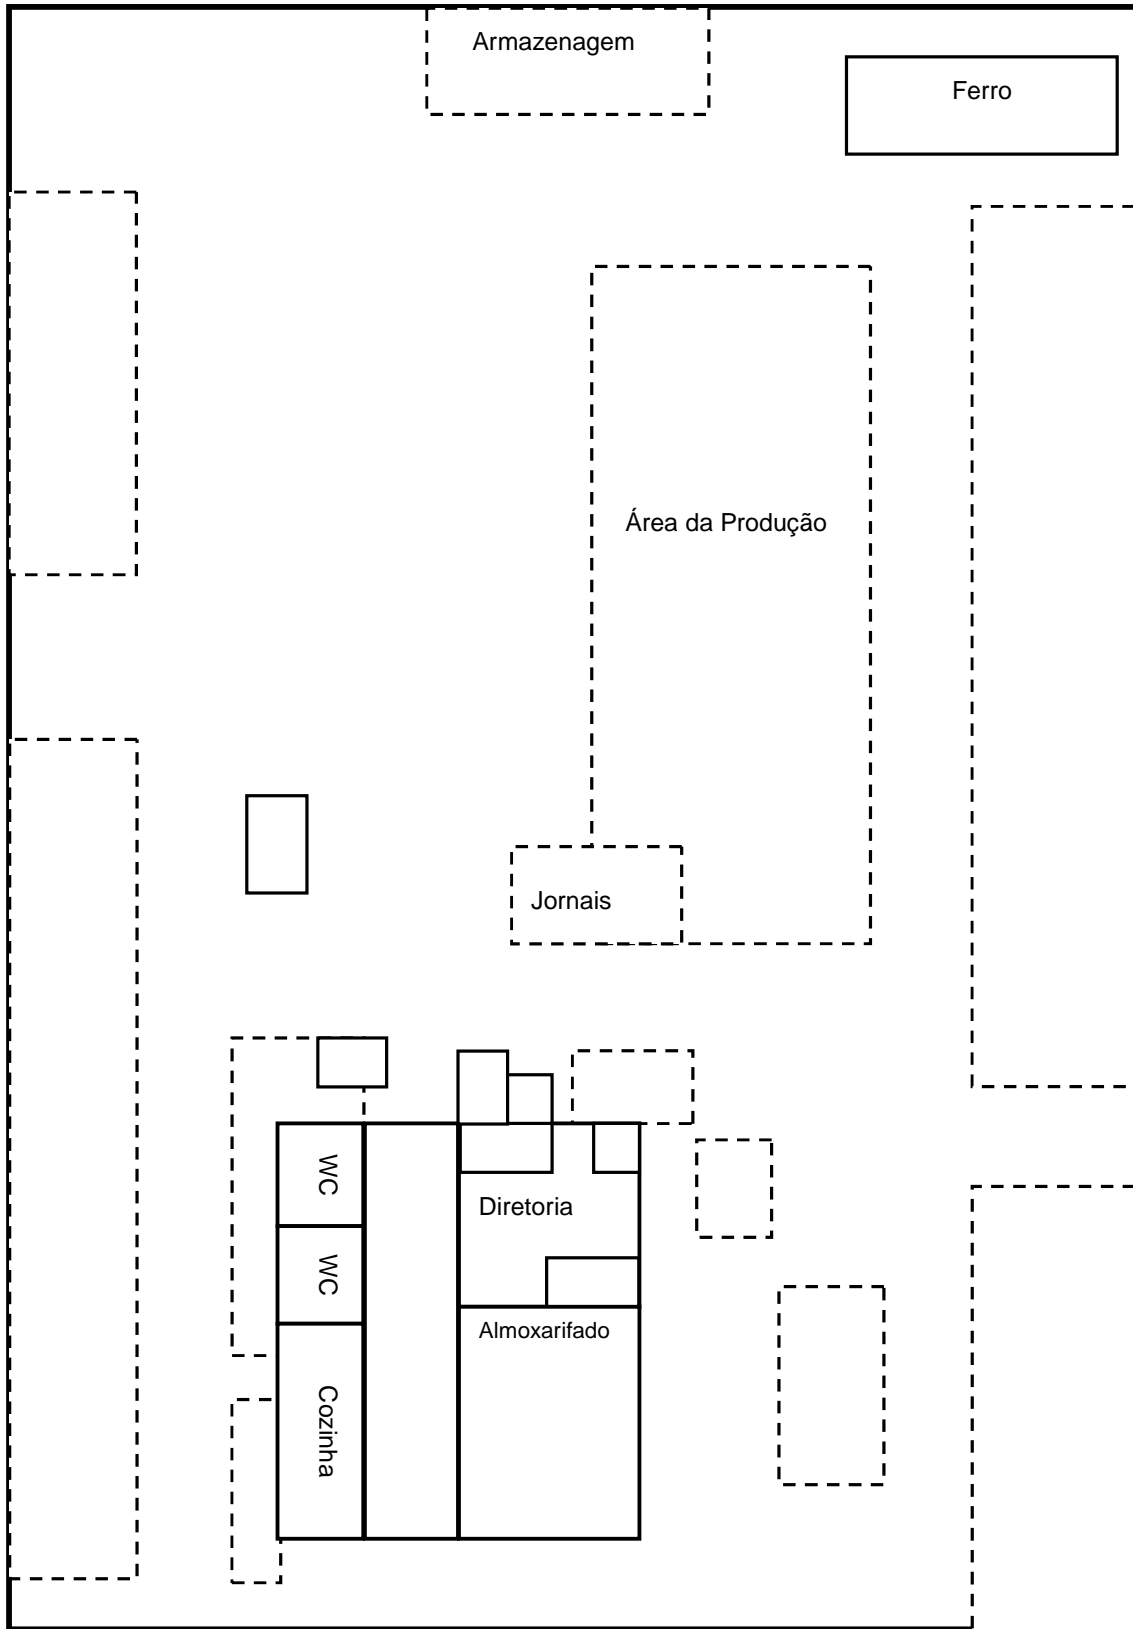 Armazenagem
Ferro
Área da Produção
Jornais
WC
Diretoria
WC
Almoxarifado
Cozinha